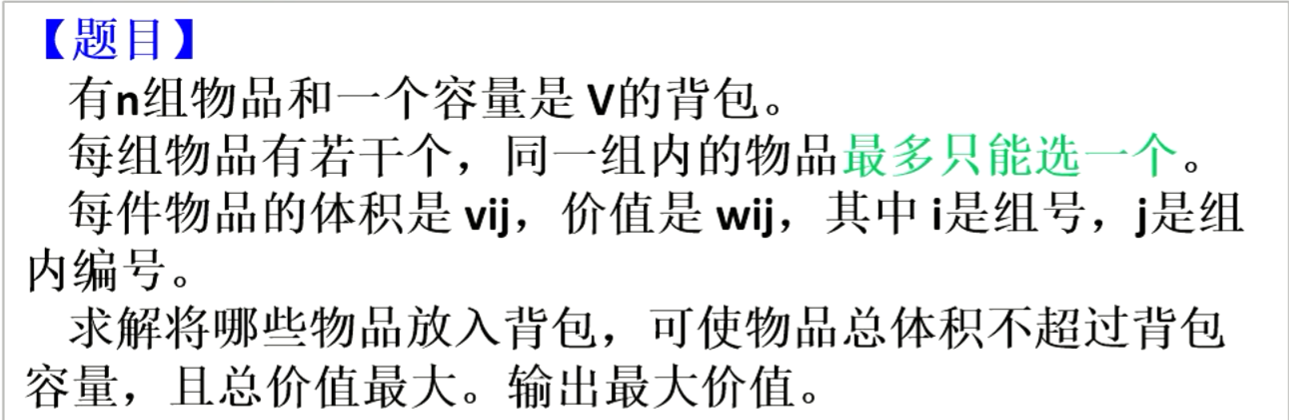 【题目】
有n组物品和一个容量是 V的背包。
每组物品有若干个，同一组内的物品最多只能选一个。
每件物品的体积是 vij，价值是 wij，其中 i是组号，j是组
内编号。
求解将哪些物品放入背包，可使物品总体积不超过背包
容量，且总价值最大。输出最大价值。